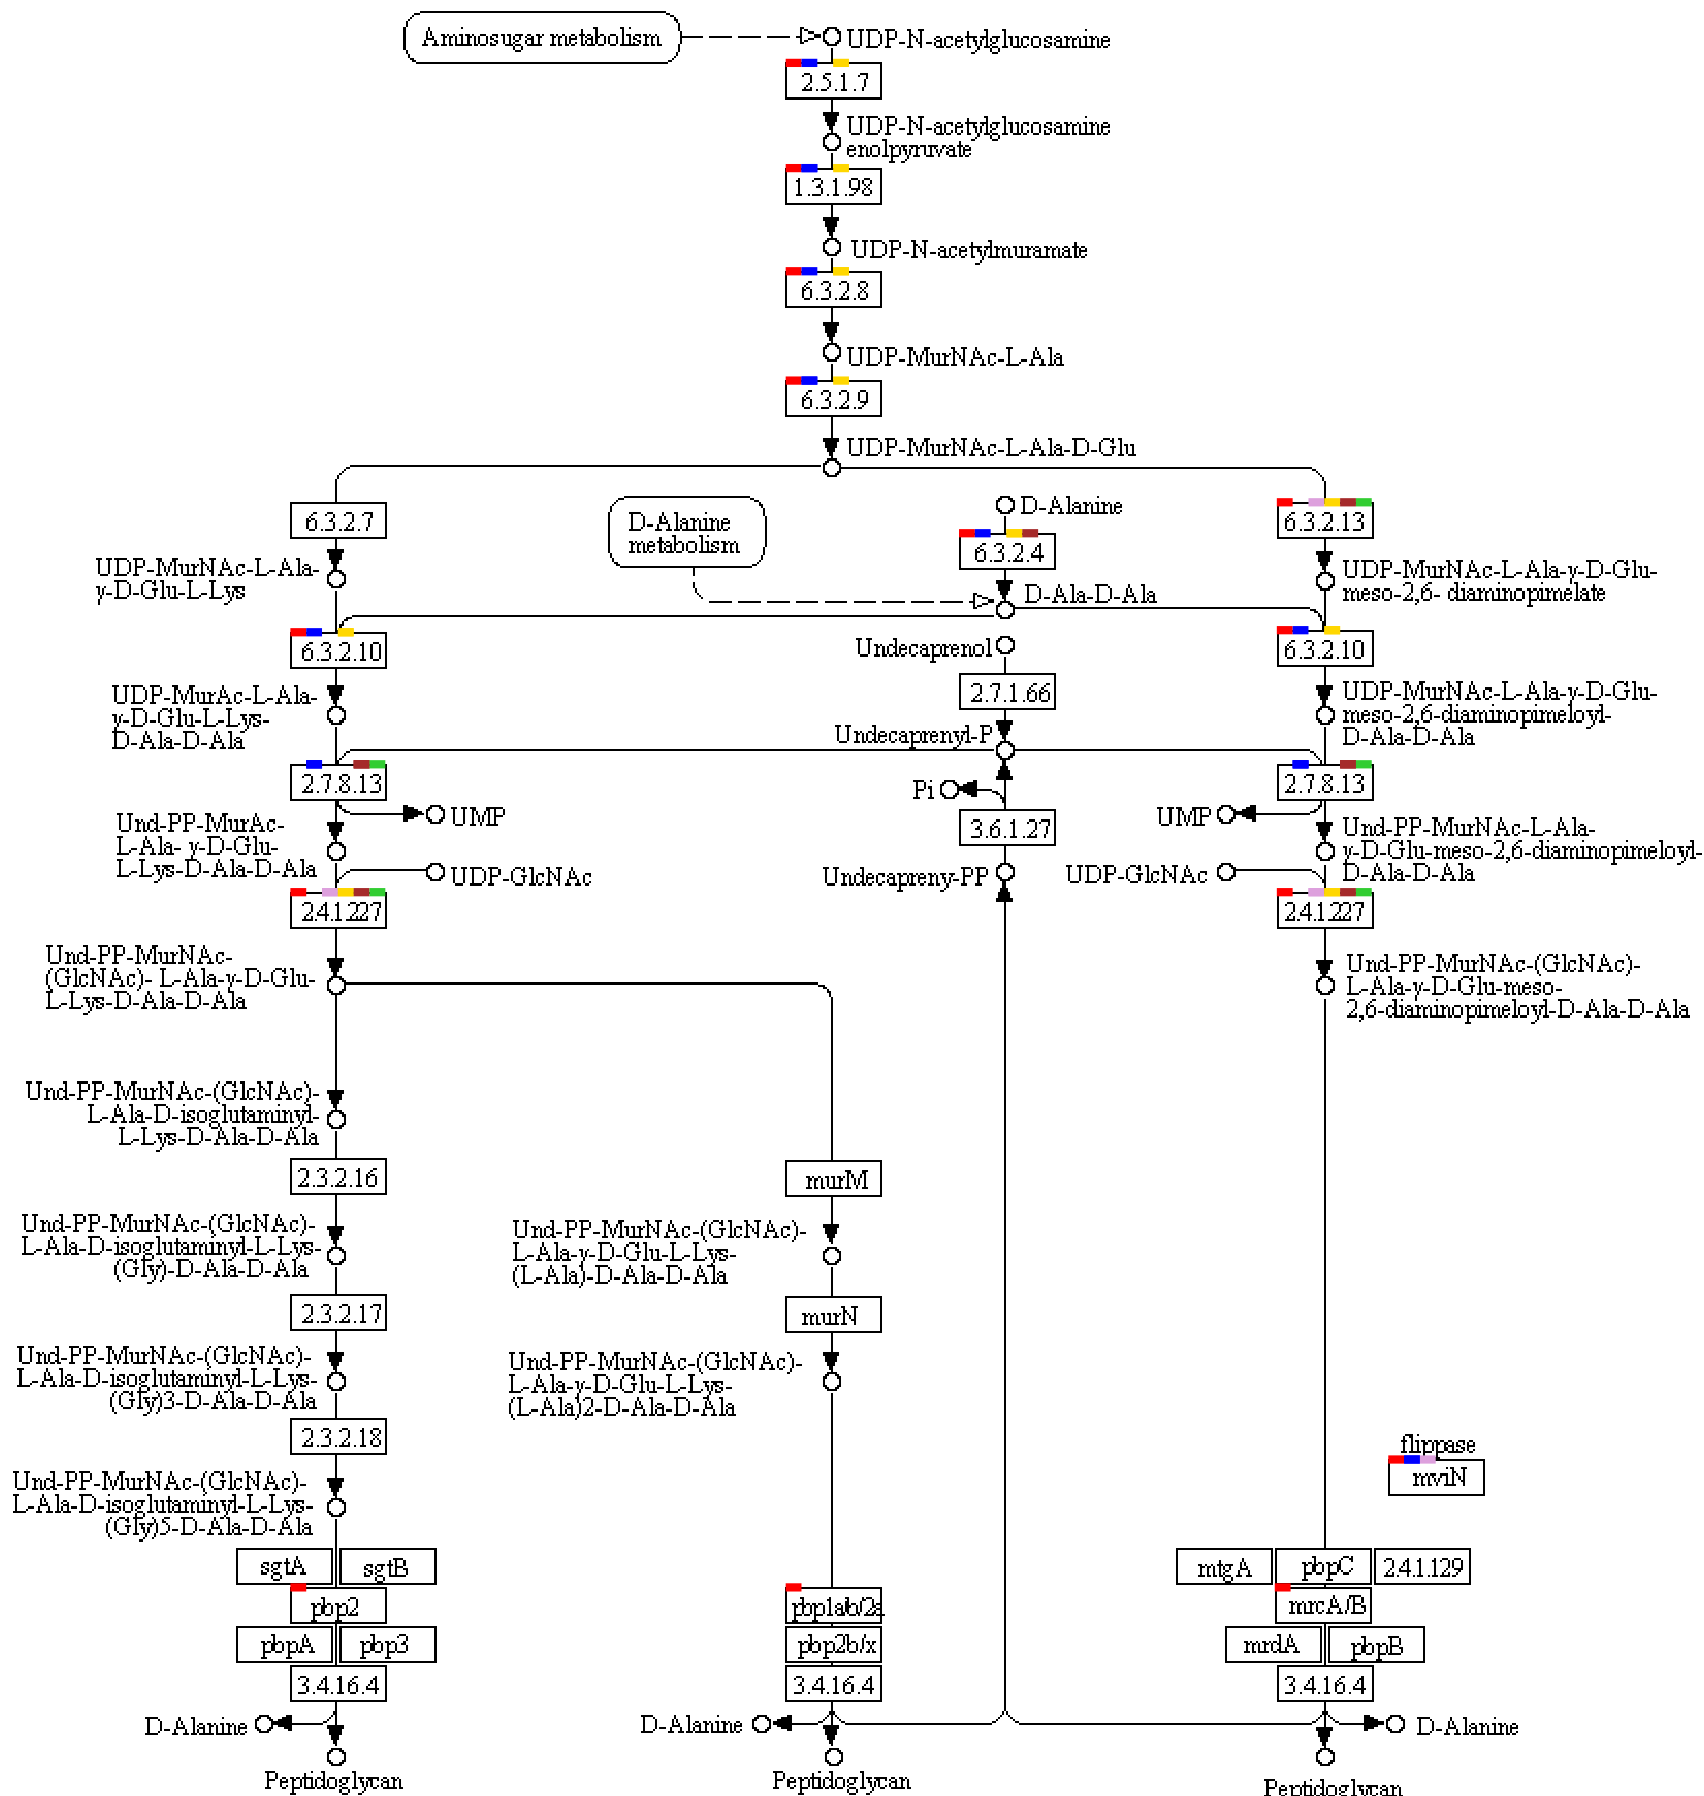 Aminosugar metabolism
UDP-N-acetylglucosamine
2.5.1.7
UDP-N-acetylglucosamine
enolpyruvate
1.3.1.98
UDP-N-acetylmuramate
6.3.2.8
UDP-MurNAc-L-Ala
6.3.2.9
UDP-MurNAc-L-Ala-D-Glu
6.3.2.7
D-Alanine
metabolism
D-Alanine
6.3.2.4
6.3.2.13
UDP-MurNAc-L-Ala-
γ-D-Glu-L-Lys
D-Ala-D-Ala
UDP-MurNAc-L-Ala-γ-D-Glu-
meso-2,6- diaminopimelate
6.3.2.10
Undecaprenol
6.3.2.10
2.7.1.66
UDP-MurAc-L-Ala-
γ-D-Glu-L-Lys-
D-Ala-D-Ala
Undecaprenyl-P
UDP-MurNAc-L-Ala-γ-D-Glu-
meso-2,6-diaminopimeloyl-
D-Ala-D-Ala
2.7.8.13
Pi
2.7.8.13
UMP
3.6.1.27
UMP
Und-PP-MurAc-
L-Ala- γ-D-Glu-
L-Lys-D-Ala-D-Ala
Und-PP-MurNAc-L-Ala-
γ-D-Glu-meso-2,6-diaminopimeloyl-
D-Ala-D-Ala
UDP-GlcNAc
Undecapreny-PP
UDP-GlcNAc
2.4.1.227
2.4.1.227
Und-PP-MurNAc-
(GlcNAc)- L-Ala-γ-D-Glu-
L-Lys-D-Ala-D-Ala
Und-PP-MurNAc-(GlcNAc)-
L-Ala-γ-D-Glu-meso-
2,6-diaminopimeloyl-D-Ala-D-Ala
Und-PP-MurNAc-(GlcNAc)-
L-Ala-D-isoglutaminyl-
L-Lys-D-Ala-D-Ala
2.3.2.16
murM
Und-PP-MurNAc-(GlcNAc)-
L-Ala-D-isoglutaminyl-L-Lys-
(Gly)-D-Ala-D-Ala
Und-PP-MurNAc-(GlcNAc)-
L-Ala-γ-D-Glu-L-Lys-
(L-Ala)-D-Ala-D-Ala
2.3.2.17
murN
Und-PP-MurNAc-(GlcNAc)-
L-Ala-D-isoglutaminyl-L-Lys-
(Gly)3-D-Ala-D-Ala
Und-PP-MurNAc-(GlcNAc)-
L-Ala-γ-D-Glu-L-Lys-
(L-Ala)2-D-Ala-D-Ala
2.3.2.18
flippase
mviN
Und-PP-MurNAc-(GlcNAc)-
L-Ala-D-isoglutaminyl-L-Lys-
(Gly)5-D-Ala-D-Ala
sgtA
sgtB
mtgA
pbpC
2.4.1.129
pbp2
pbp1a/b/2a
mrcA/B
pbpA
pbp3
pbp2b/x
mrdA
pbpB
3.4.16.4
3.4.16.4
3.4.16.4
D-Alanine
D-Alanine
D-Alanine
Peptidoglycan
Peptidoglycan
Peptidoglycan